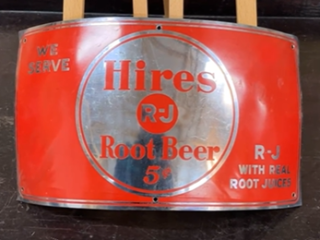 WE
SERVE
Hires
R-J
Root Beer
5¢
R-J
WITH REAL
ROOT JUICES